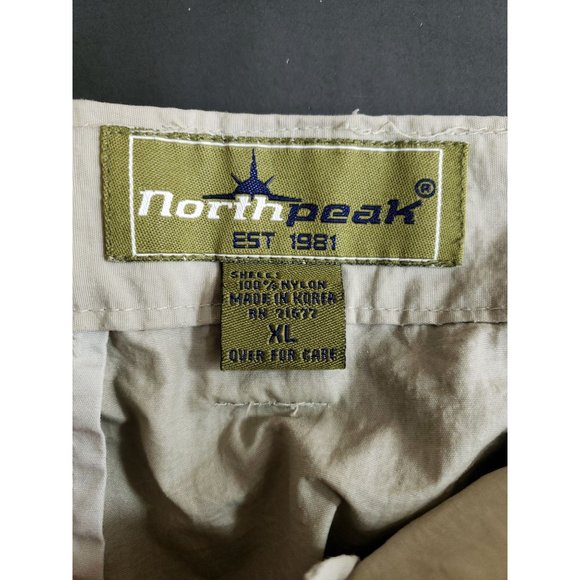 northpeak®
EST 1981
SHELL:
100% NYLON
MADE IN KOREA
RN 71677
XL
OVER FOR CARE